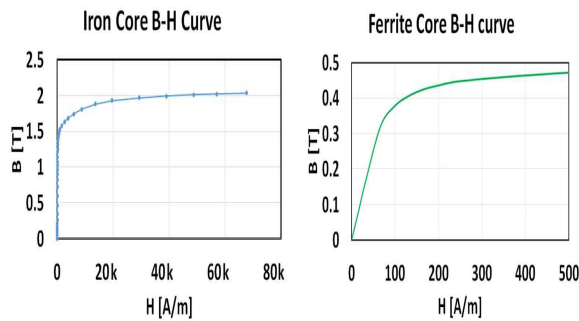 Iron Core B-H Curve
2.5
2
1.5
1
0.5
0
B [T]
0 20k 40k 60k 80k
H [A/m]
Ferrite Core B-H curve
0.5
0.4
0.3
0.2
0.1
0
B [T]
0 100 200 300 400 500
H [A/m]